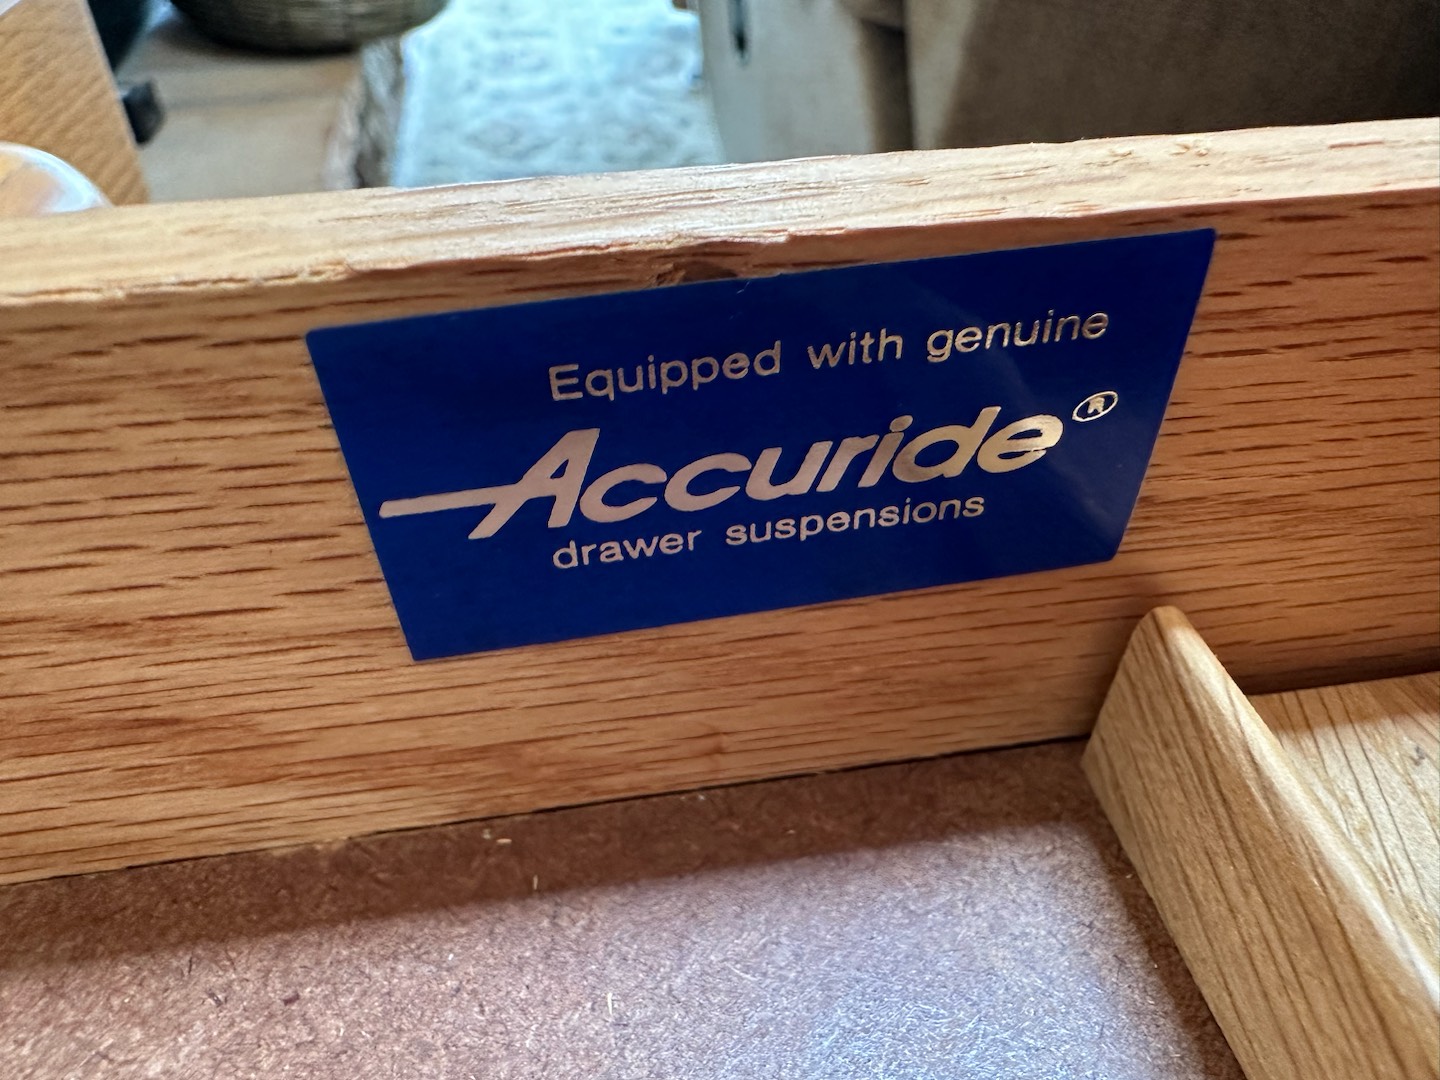 Equipped with genuine
Accuride®
drawer suspensions